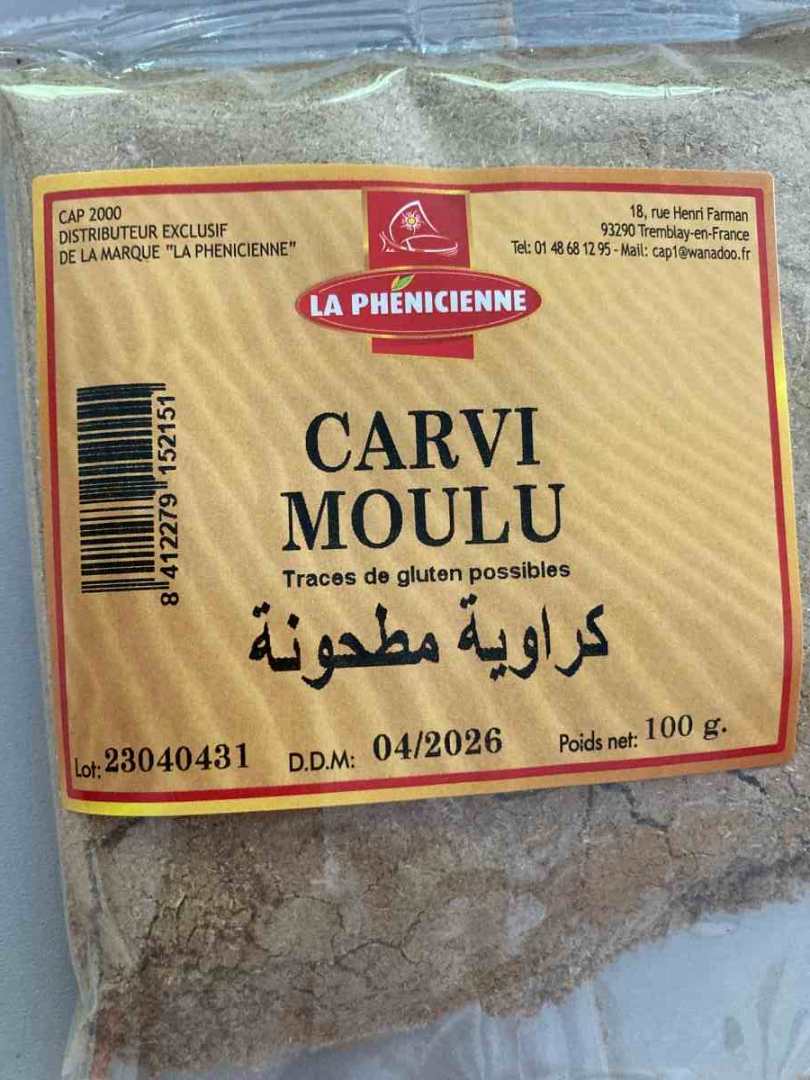 CAP 2000
DISTRIBUTEUR EXCLUSIF
DE LA MARQUE "LA PHENICIENNE"
18, rue Henri Farman
93290 Tremblay-en-France
Tel: 01 48 68 12 95 - Mail: cap1@wanadoo.fr
LA PHÉNICIENNE
CARVI
MOULU
Traces de gluten possibles
كراوية مطحونة
8 412279 152151
Lot: 23040431 D.D.M: 04/2026 Poids net: 100 g.